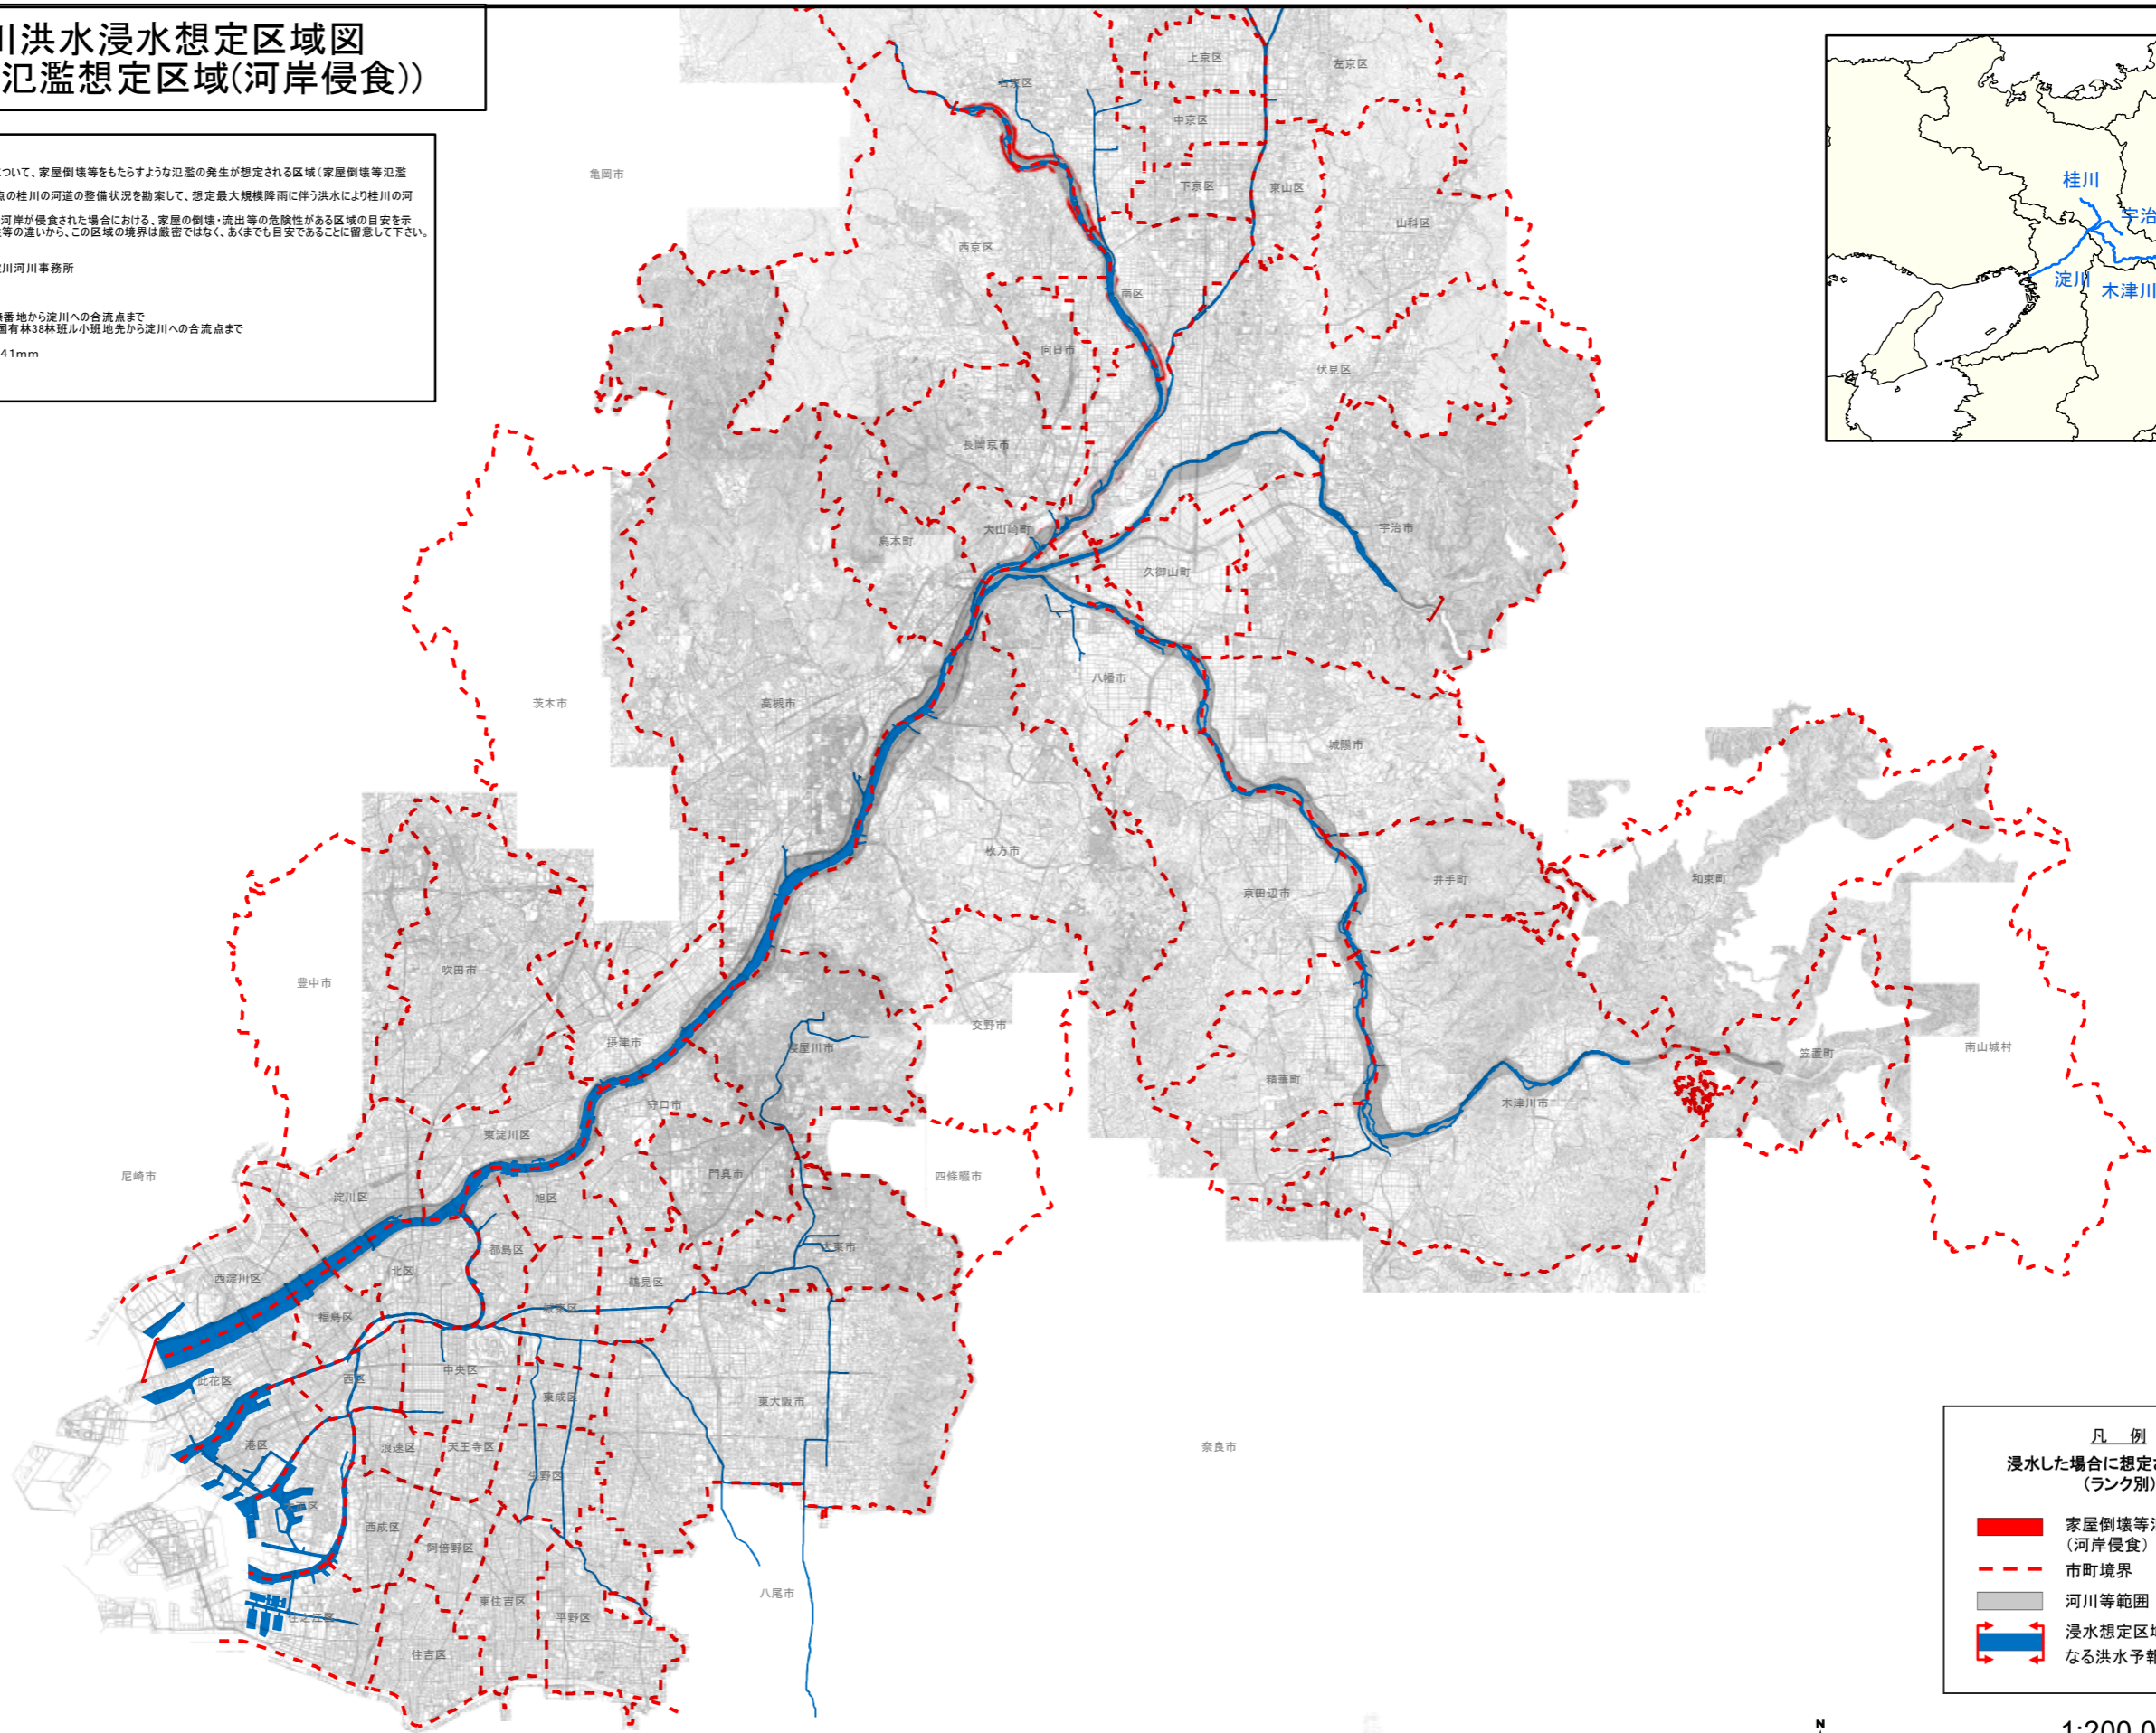 川洪水浸水想定区域図
氾濫想定区域(河岸侵食))
ついて、家屋倒壊等をもたらすような氾濫の発生が想定される区域(家屋倒壊等氾濫
点の桂川の河道の整備状況を勘案して、想定最大規模降雨に伴う洪水により桂川の河
河岸が侵食された場合における、家屋の倒壊・流出等の危険性がある区域の目安を示
等の違いから、この区域の境界は厳密ではなく、あくまでも目安であることに留意して下さい。
川河川事務所
番地から淀川への合流点まで
国有林38林班ル小班地先から淀川への合流点まで
41mm
桂川
宇治
淀川
木津川
上京区
左京区
右京区
中京区
亀岡市
下京区
東山区
山科区
西京区
南区
向日市
伏見区
長岡京市
大山崎町
島本町
宇治市
久御山町
八幡市
茨木市
高槻市
城陽市
枚方市
京田辺市
井手町
和束町
吹田市
豊中市
交野市
摂津市
寝屋川市
笠置町
南山城村
精華町
木津川市
守口市
東淀川区
門真市
四條畷市
尼崎市
淀川区
旭区
都島区
大東市
西淀川区
北区
鶴見区
福島区
城東区
此花区
西区
中央区
東成区
東大阪市
港区
浪速区
天王寺区
生野区
奈良市
大正区
西成区
阿倍野区
八尾市
住之江区
東住吉区
平野区
住吉区
凡 例
浸水した場合に想定
(ランク別)
家屋倒壊等
(河岸侵食)
市町境界
河川等範囲
浸水想定区
なる洪水予
N
1:200,0